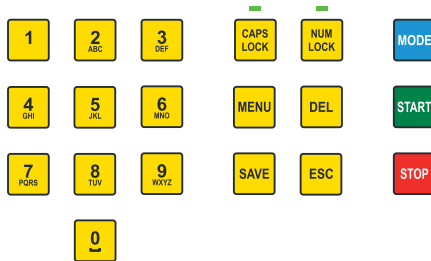 1 2 3 CAPS NUM MODE
ABC DEF LOCK LOCK
4 5 6 MENU DEL START
GHI JKL MNO
7 8 9 SAVE ESC STOP
PQRS TUV WXYZ
0